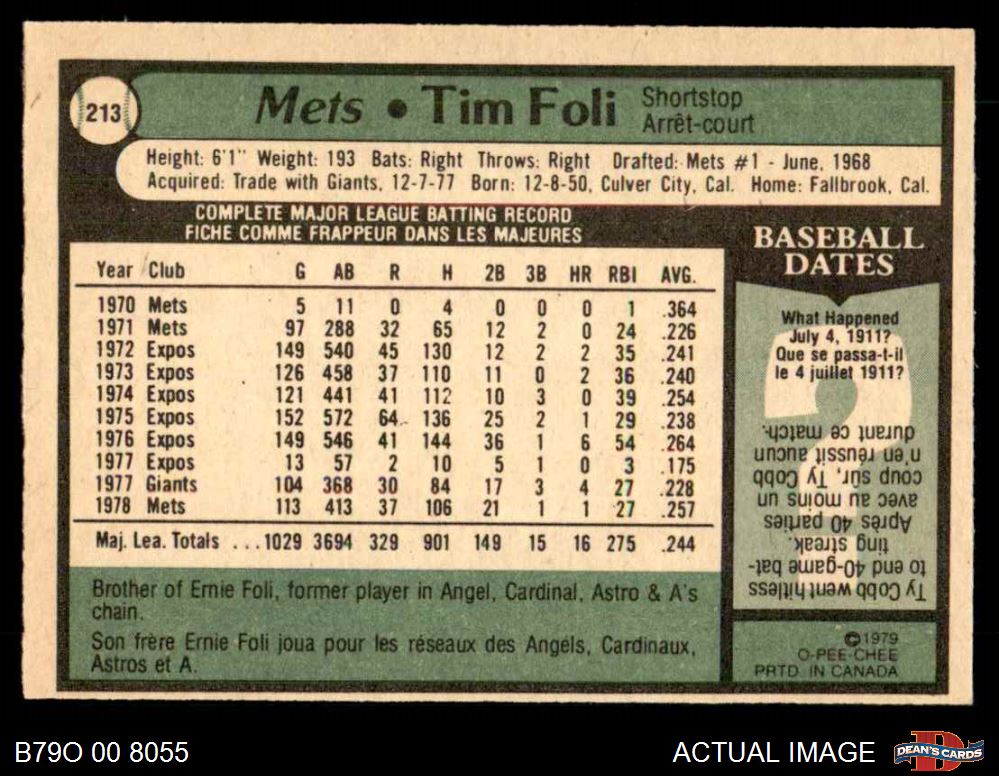 213
Mets • Tim Foli Shortstop
Arrêt-court
Height: 6'1" Weight: 193 Bats: Right Throws: Right Drafted: Mets #1 - June, 1968
Acquired: Trade with Giants, 12-7-77 Born: 12-8-50, Culver City, Cal. Home: Fallbrook, Cal.
COMPLETE MAJOR LEAGUE BATTING RECORD
FICHE COMME FRAPPEUR DANS LES MAJEURES
Year Club G AB R H 2B 3B HR RBI AVG.
1970 Mets 5 11 0 4 0 0 0 1 .364
1971 Mets 97 288 32 65 12 2 0 24 .226
1972 Expos 149 540 45 130 12 2 2 35 .241
1973 Expos 126 458 37 110 11 0 2 36 .240
1974 Expos 121 441 41 112 10 3 0 39 .254
1975 Expos 152 572 64 136 25 2 1 29 .238
1976 Expos 149 546 41 144 36 1 6 54 .264
1977 Expos 13 57 2 10 5 1 0 3 .175
1977 Giants 104 368 30 84 17 3 4 27 .228
1978 Mets 113 413 37 106 21 1 1 27 .257
Maj. Lea. Totals ...1029 3694 329 901 149 15 16 275 .244
Brother of Ernie Foli, former player in Angel, Cardinal, Astro & A's
chain.
Son frère Ernie Foli joua pour les réseaux des Angels, Cardinaux,
Astros et A.
BASEBALL
DATES
What Happened
July 4, 1911?
Que se passa-t-il
le 4 juillet 1911?
Ty Cobb went hitless
to end 40-game bat-
ting streak.
Après 40 parties
avec au moins un
coup sûr, Ty Cobb
n'en réussit aucun
durant ce match.
©1979
O-PEE-CHEE
PRTD IN CANADA
B79O 00 8055
ACTUAL IMAGE
DEAN'S CARDS